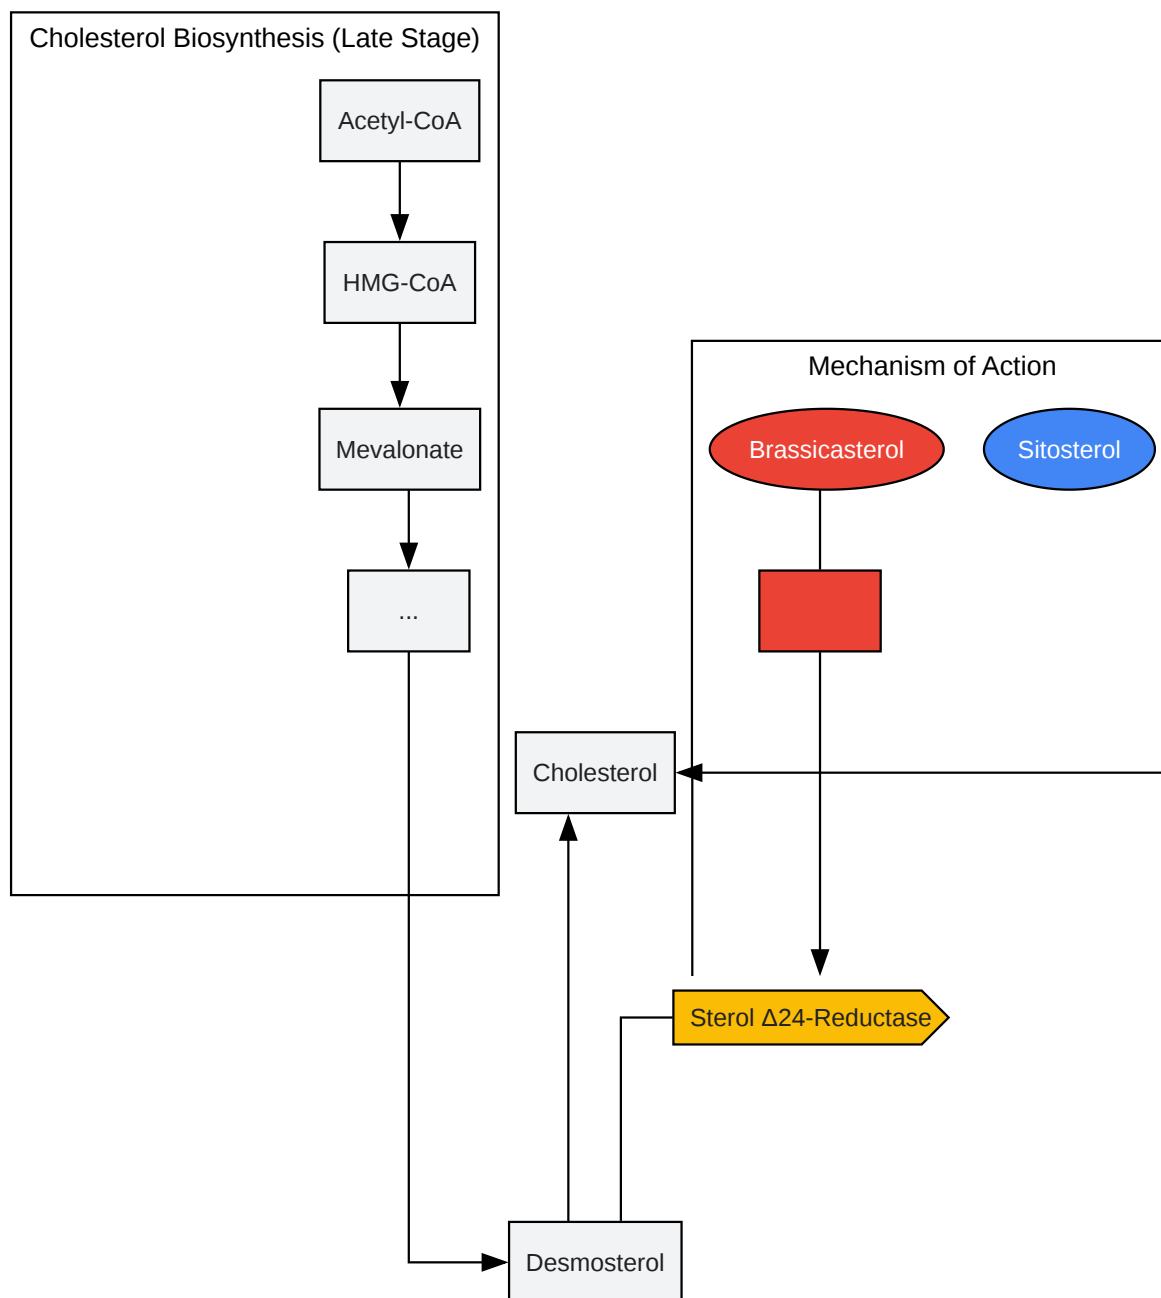 Cholesterol Biosynthesis (Late Stage)
Acetyl-CoA
HMG-CoA
Mevalonate
...
Mechanism of Action
Brassicasterol
Sitosterol
Cholesterol
Sterol Δ24-Reductase
Desmosterol